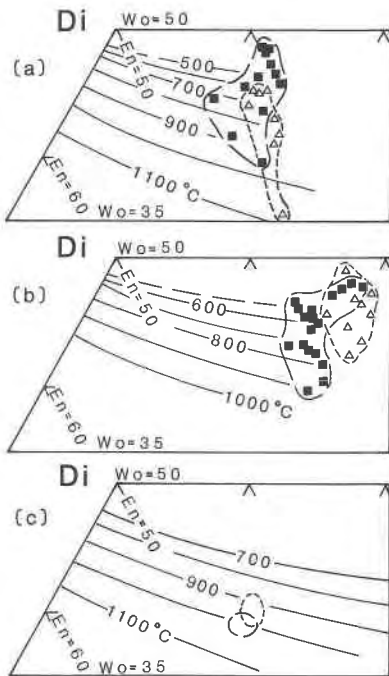 Di Wo=50
(a)
En=50
500
700
900
1100°C
En=60
Wo=35
Di Wo=50
(b)
En=50
600
800
1000°C
En=60
Wo=35
Di Wo=50
(c)
En=50
700
900
1100°C
En=60
Wo=35